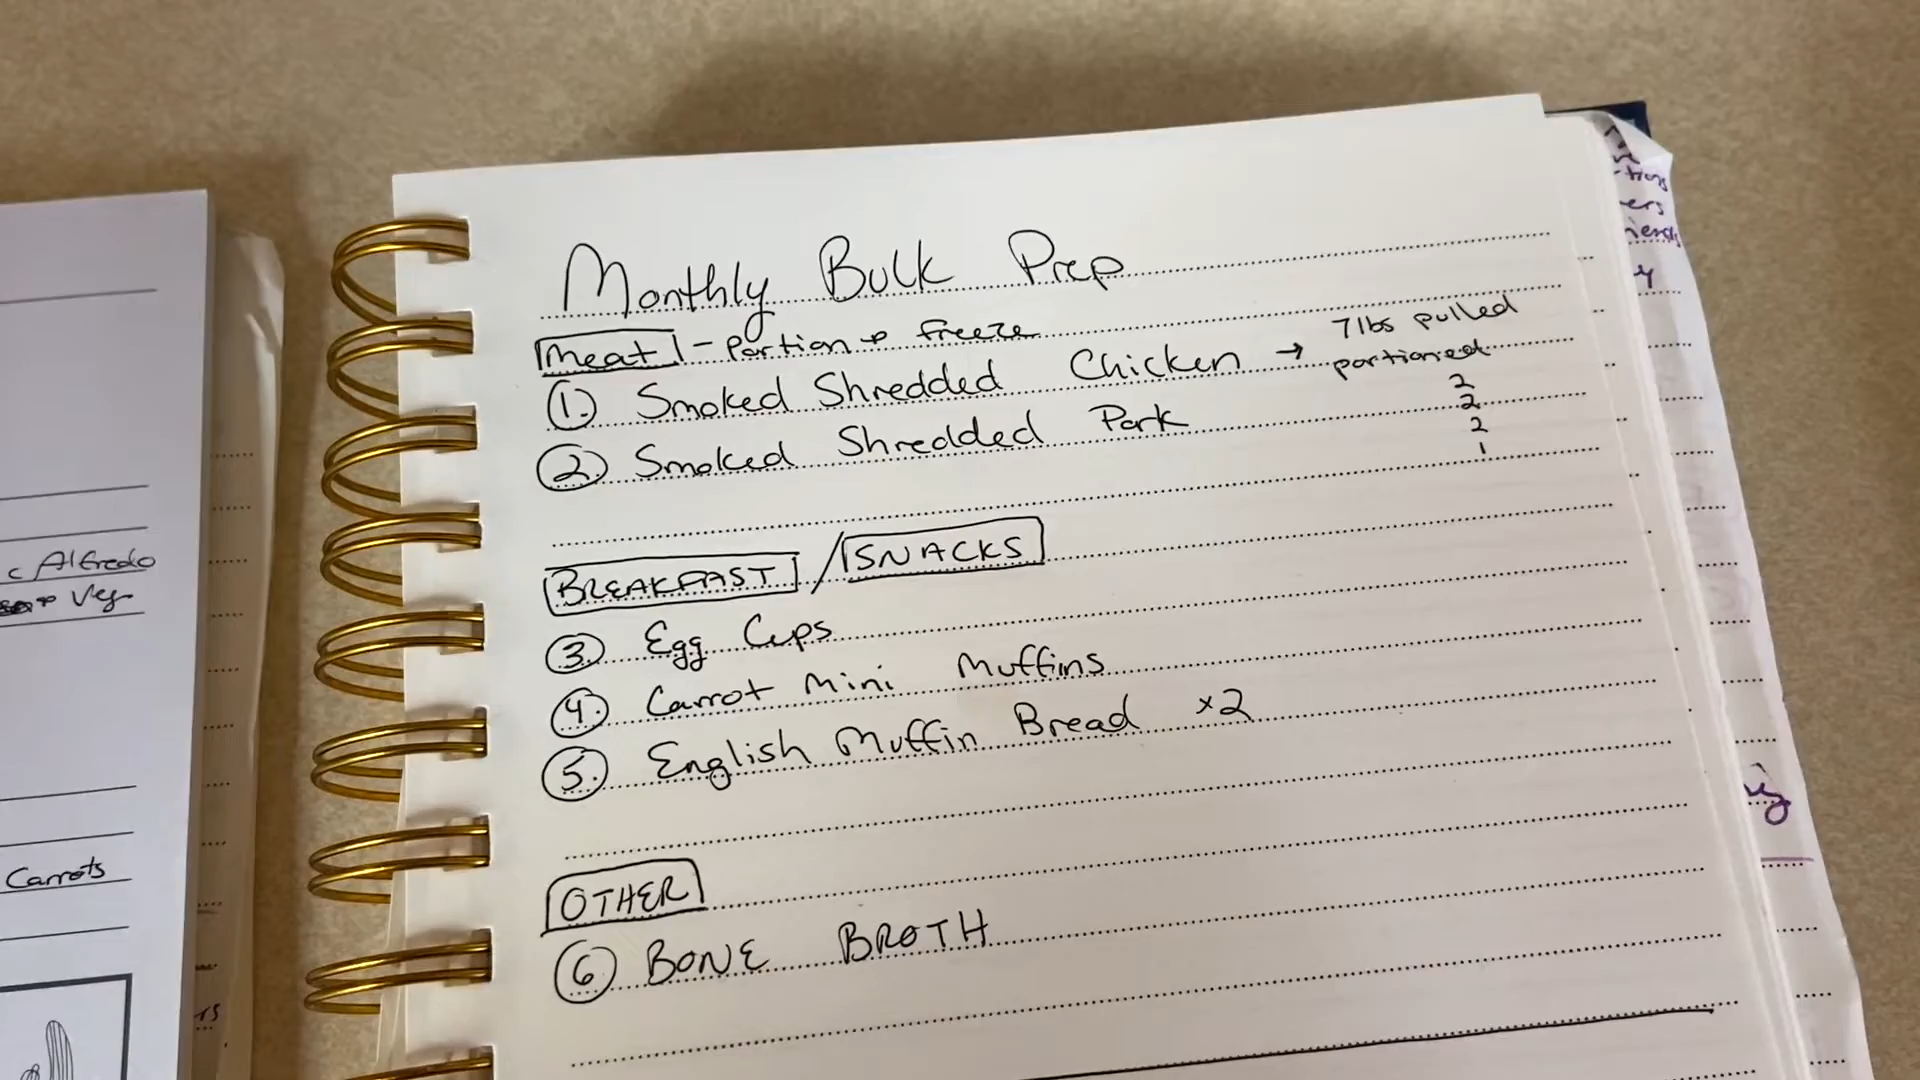 Monthly Bulk Prep
Meat - Portion + freeze
1. Smoked Shredded Chicken → 7lbs pulled
portioned
2
2
2
1
2. Smoked Shredded Pork
BREAKFAST / SNACKS
3 Egg Cups
4. Carrot Mini Muffins
5. English Muffin Bread x2
OTHER
6 BONE BROTH
c Alfredo
+ Veg
Carrots